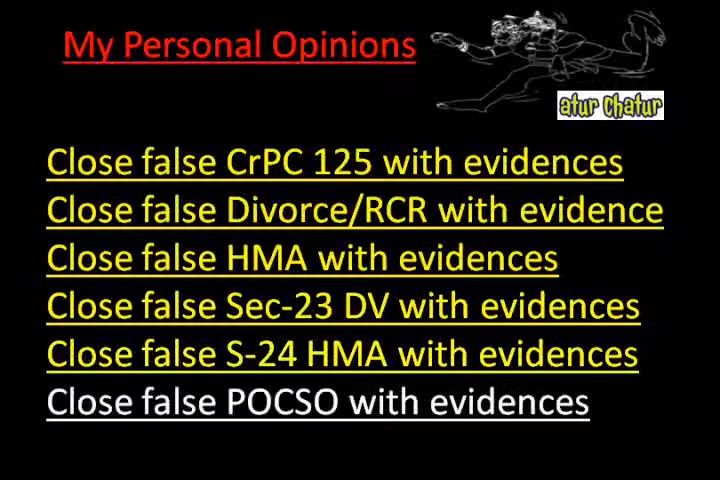 My Personal Opinions
atur Chatur
Close false CrPC 125 with evidences
Close false Divorce/RCR with evidence
Close false HMA with evidences
Close false Sec-23 DV with evidences
Close false S-24 HMA with evidences
Close false POCSO with evidences